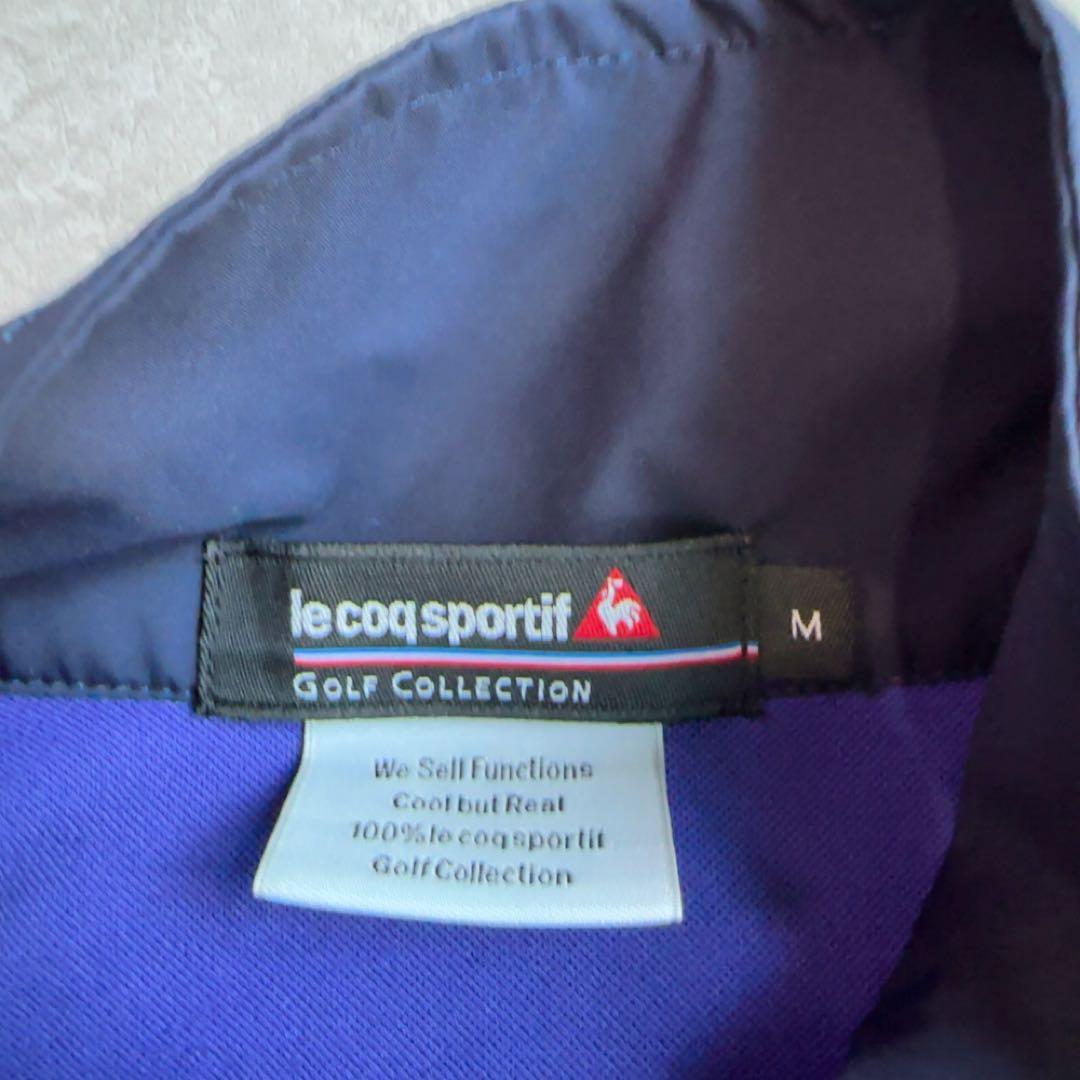 le coq sportif
M
GOLF COLLECTION
We Sell Functions
Cool but Real
100% le coq sportif
Golf Collection